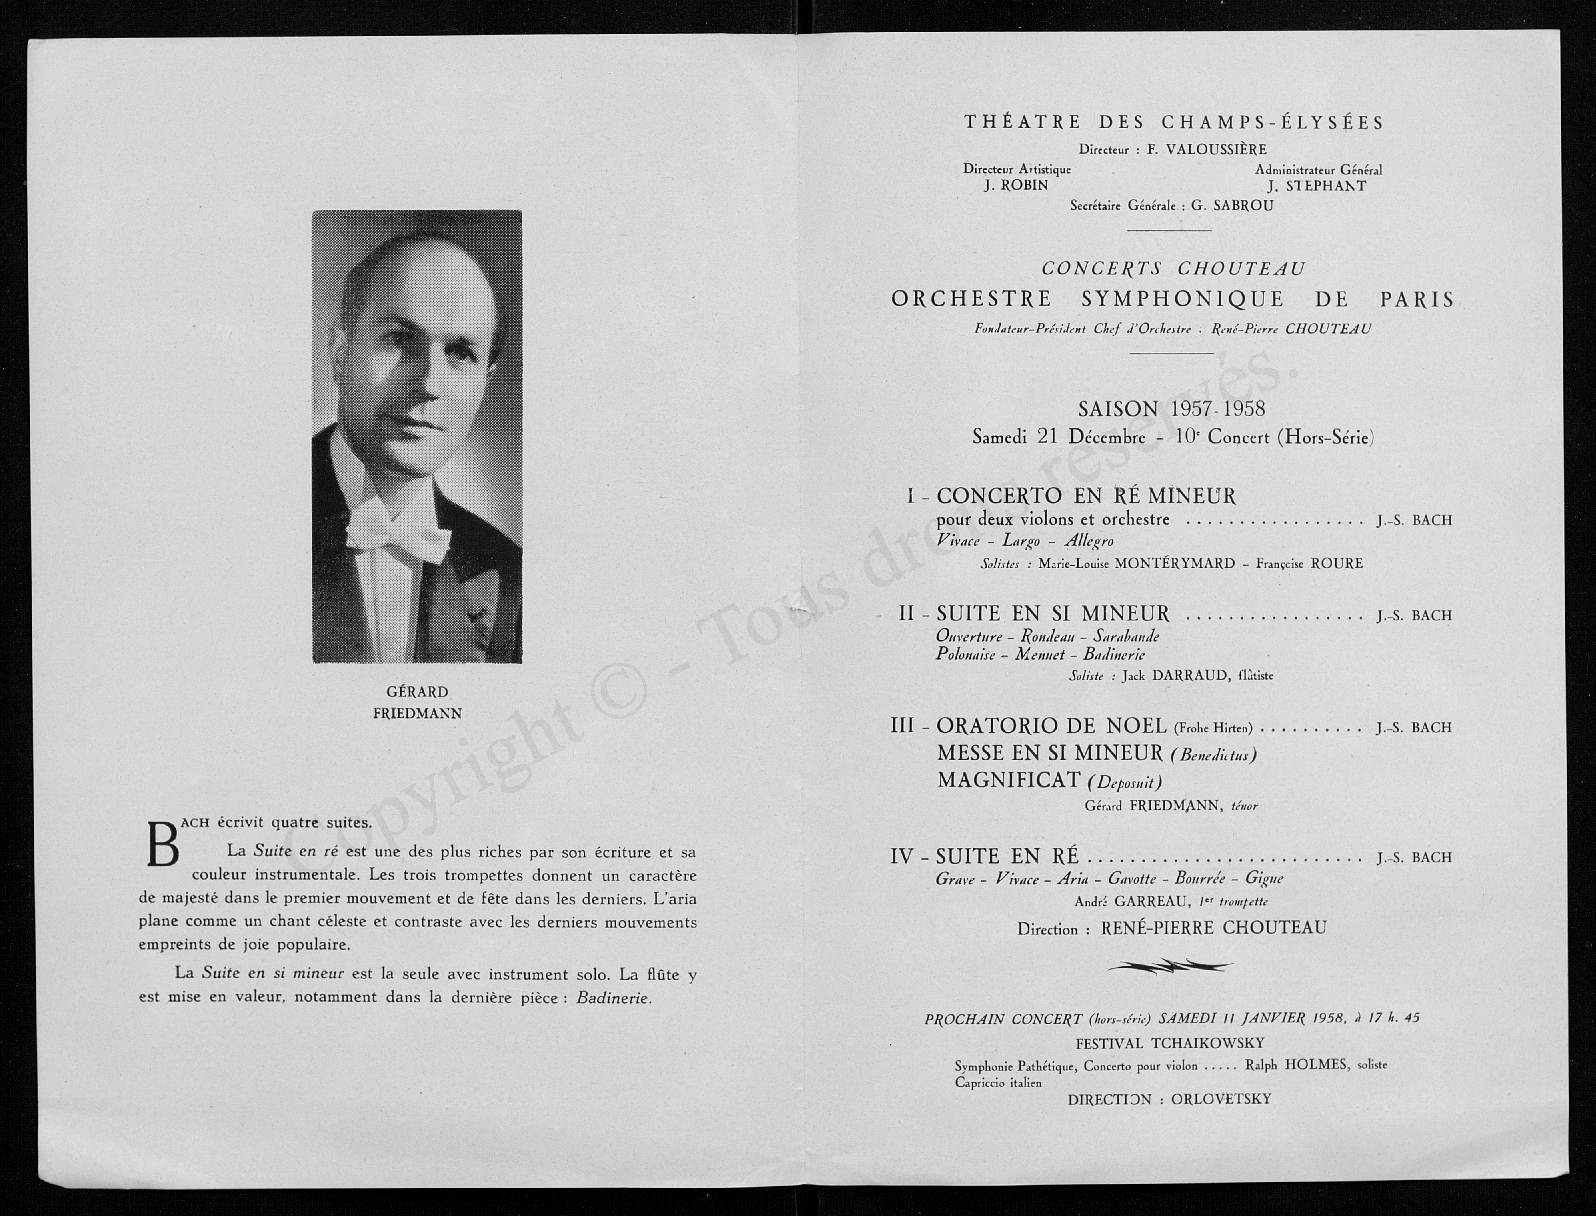 GÉRARD
FRIEDMANN
BACH écrivit quatre suites.
La Suite en ré est une des plus riches par son écriture et sa
couleur instrumentale. Les trois trompettes donnent un caractère
de majesté dans le premier mouvement et de fête dans les derniers. L'aria
plane comme un chant céleste et contraste avec les derniers mouvements
empreints de joie populaire.
La Suite en si mineur est la seule avec instrument solo. La flûte y
est mise en valeur, notamment dans la dernière pièce : Badinerie.
THÉATRE DES CHAMPS-ÉLYSÉES
Directeur : F. VALOUSSIÈRE
Directeur Artistique Administrateur Général
J. ROBIN J. STEPHANT
Secrétaire Générale : G. SABROU
CONCERTS CHOUTEAU
ORCHESTRE SYMPHONIQUE DE PARIS
Fondateur-Président Chef d'Orchestre : René-Pierre CHOUTEAU
SAISON 1957-1958
Samedi 21 Décembre - 10e Concert (Hors-Série)
I - CONCERTO EN RÉ MINEUR
pour deux violons et orchestre ................. J.-S. BACH
Vivace - Largo - Allegro
Solistes : Marie-Louise MONTÉRYMARD - Françoise ROURE
II - SUITE EN SI MINEUR ................. J.-S. BACH
Ouverture - Rondeau - Sarabande
Polonaise - Menuet - Badinerie
Soliste : Jack DARRAUD, flûtiste
III - ORATORIO DE NOEL (Frohe Hirten) .......... J.-S. BACH
MESSE EN SI MINEUR (Benedictus)
MAGNIFICAT (Deposuit)
Gérard FRIEDMANN, ténor
IV - SUITE EN RÉ .......................... J.-S. BACH
Grave - Vivace - Aria - Gavotte - Bourrée - Gigue
André GARREAU, 1er trompette
Direction : RENÉ-PIERRE CHOUTEAU
PROCHAIN CONCERT (hors-série) SAMEDI 11 JANVIER 1958, à 17 h. 45
FESTIVAL TCHAIKOWSKY
Symphonie Pathétique, Concerto pour violon ..... Ralph HOLMES, soliste
Capriccio italien
DIRECTION : ORLOVETSKY
Copyright © - Tous droits réservés.